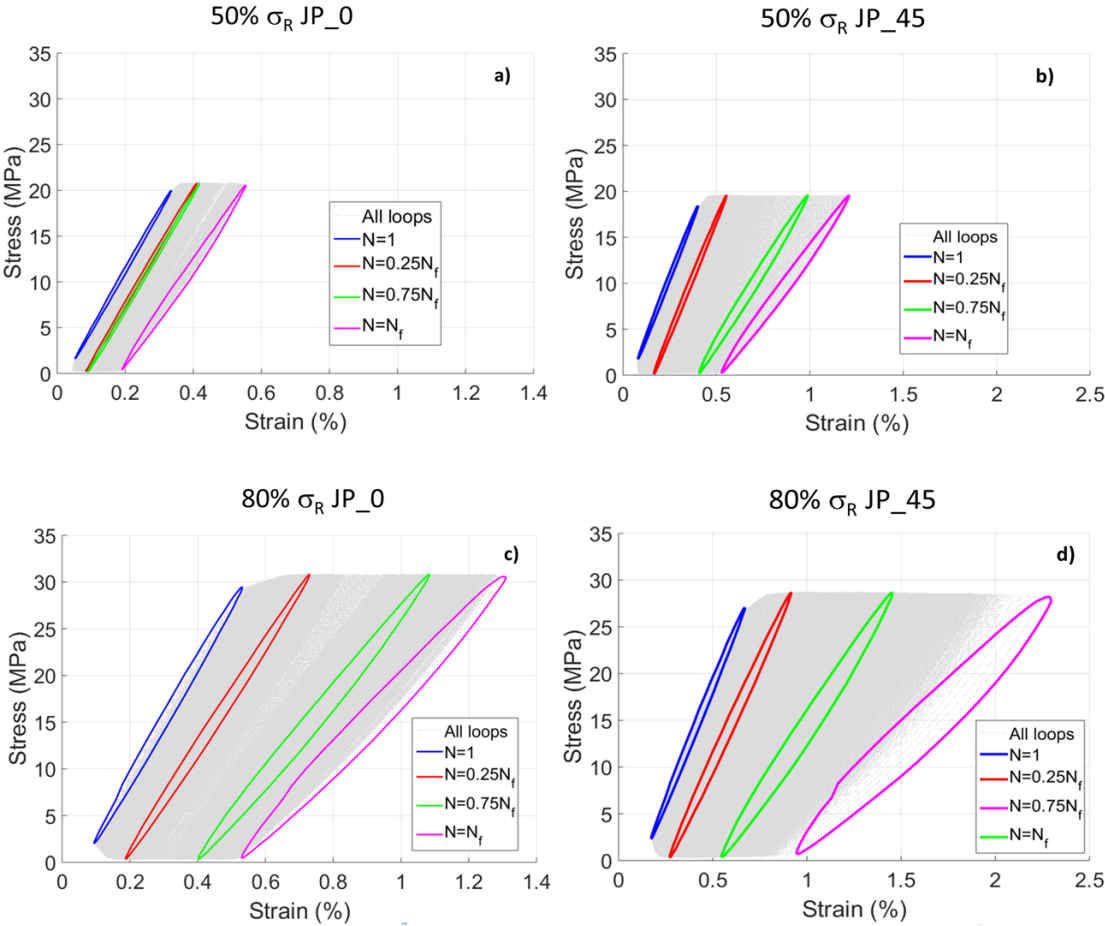 50% σR JP_0
50% σR JP_45
a)
35
30
25
20
15
10
5
0
Stress (MPa)
0
0.2
0.4
0.6
0.8
1
1.2
1.4
Strain (%)
All loops
N=1
N=0.25Nf
N=0.75Nf
N=Nf
b)
35
30
25
20
15
10
5
0
Stress (MPa)
0
0.5
1
1.5
2
2.5
Strain (%)
All loops
N=1
N=0.25Nf
N=0.75Nf
N=Nf
80% σR JP_0
80% σR JP_45
c)
35
30
25
20
15
10
5
0
Stress (MPa)
0
0.2
0.4
0.6
0.8
1
1.2
1.4
Strain (%)
All loops
N=1
N=0.25Nf
N=0.75Nf
N=Nf
d)
35
30
25
20
15
10
5
0
Stress (MPa)
0
0.5
1
1.5
2
2.5
Strain (%)
All loops
N=1
N=0.25Nf
N=0.75Nf
N=Nf